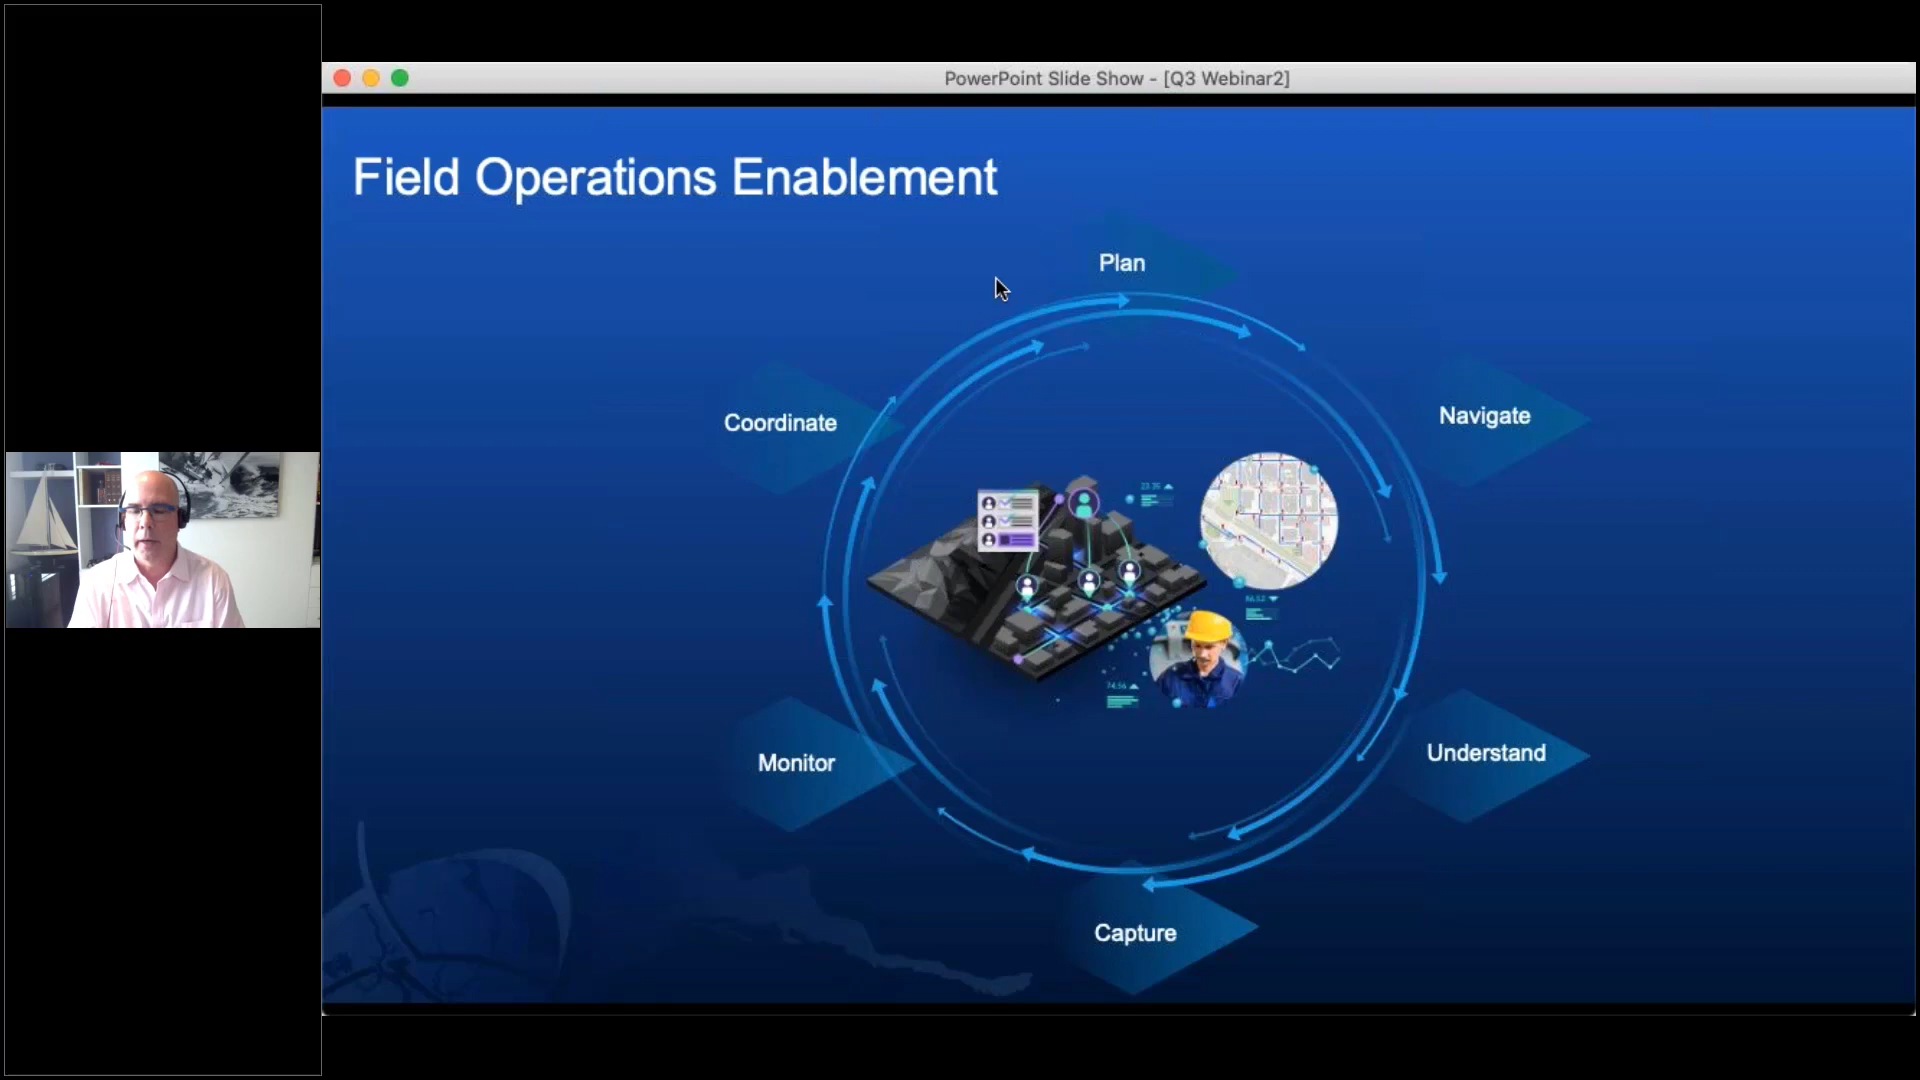 PowerPoint Slide Show - [Q3 Webinar2]
Field Operations Enablement
Plan
Coordinate
Navigate
Monitor
Understand
Capture